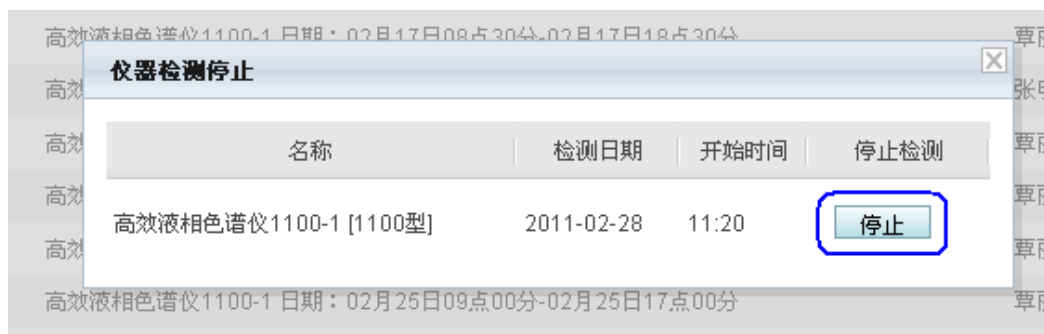 高效液相色谱仪1100-1 日期：02月17日08点30分-02月17日18点30分
仪器检测停止
名称 检测日期 开始时间 停止检测
高效液相色谱仪1100-1 [1100型] 2011-02-28 11:20 停止
高效液相色谱仪1100-1 日期：02月25日09点00分-02月25日17点00分